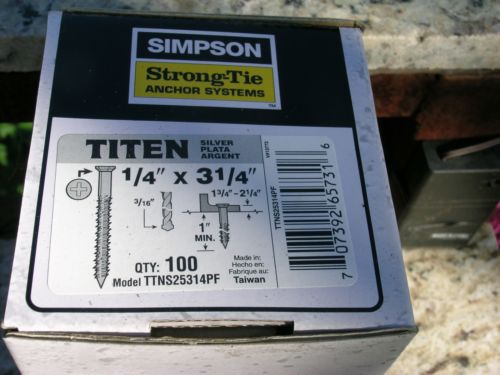 SIMPSON
Strong-Tie
ANCHOR SYSTEMS
TM
TITEN
SILVER
PLATA
ARGENT
1/4" x 3 1/4"
3/16"
1 3/4" - 2 1/4"
1"
MIN.
QTY: 100
Model TTNS25314PF
Made in:
Hecho en:
Fabrique au:
Taiwan
TTNS25314PF
7 07392 65731 6